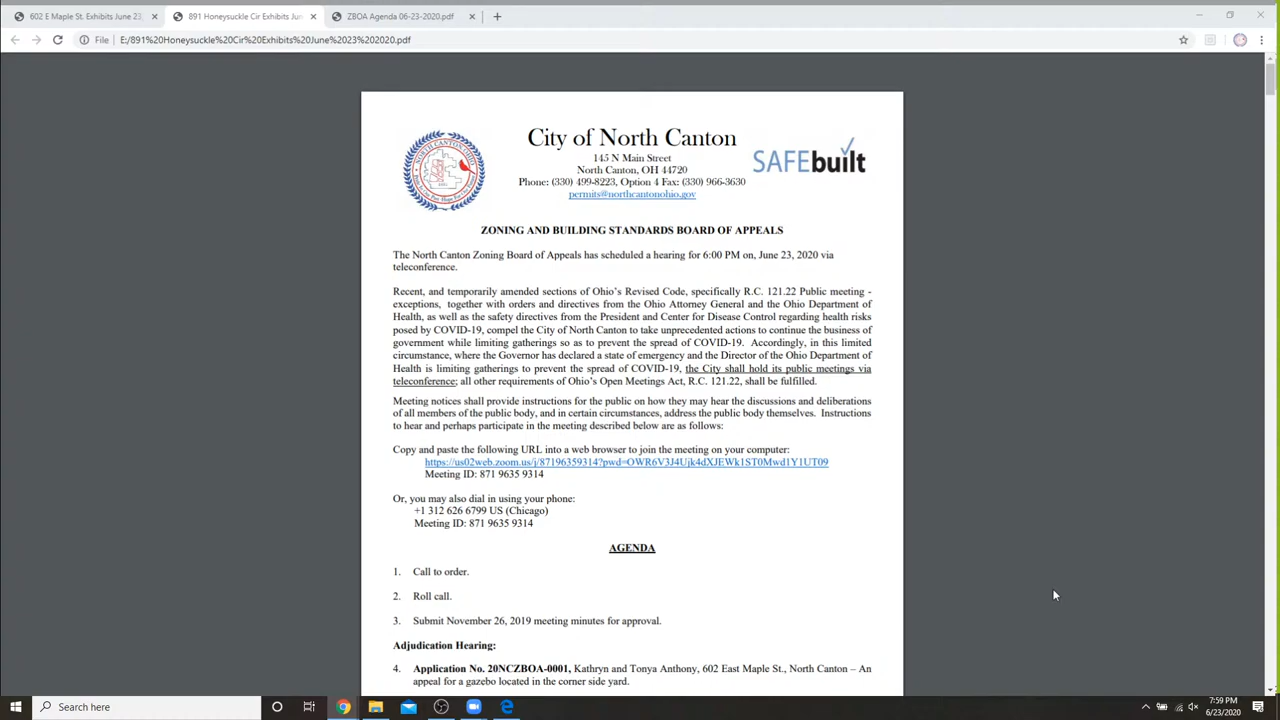 602 E Maple St. Exhibits June 23,
891 Honeysuckle Cir Exhibits Jun
ZBOA Agenda 06-23-2020.pdf
File
E:/891%20Honeysuckle%20Cir%20Exhibits%20June%2023%202020.pdf
City of North Canton
145 N Main Street
North Canton, OH 44720
Phone: (330) 499-8223, Option 4 Fax: (330) 966-3630
permits@northcantonohio.gov
SAFEbuilt
ZONING AND BUILDING STANDARDS BOARD OF APPEALS
The North Canton Zoning Board of Appeals has scheduled a hearing for 6:00 PM on, June 23, 2020 via
teleconference.
Recent, and temporarily amended sections of Ohio's Revised Code, specifically R.C. 121.22 Public meeting -
exceptions, together with orders and directives from the Ohio Attorney General and the Ohio Department of
Health, as well as the safety directives from the President and Center for Disease Control regarding health risks
posed by COVID-19, compel the City of North Canton to take unprecedented actions to continue the business of
government while limiting gatherings so as to prevent the spread of COVID-19. Accordingly, in this limited
circumstance, where the Governor has declared a state of emergency and the Director of the Ohio Department of
Health is limiting gatherings to prevent the spread of COVID-19, the City shall hold its public meetings via
teleconference; all other requirements of Ohio's Open Meetings Act, R.C. 121.22, shall be fulfilled.
Meeting notices shall provide instructions for the public on how they may hear the discussions and deliberations
of all members of the public body, and in certain circumstances, address the public body themselves. Instructions
to hear and perhaps participate in the meeting described below are as follows:
Copy and paste the following URL into a web browser to join the meeting on your computer:
https://us02web.zoom.us/j/87196359314?pwd=OWR6V3J4Ujk4dXJEWk1ST0Mwd1Y1UT09
Meeting ID: 871 9635 9314
Or, you may also dial in using your phone:
+1 312 626 6799 US (Chicago)
Meeting ID: 871 9635 9314
AGENDA
1. Call to order.
2. Roll call.
3. Submit November 26, 2019 meeting minutes for approval.
Adjudication Hearing:
4. Application No. 20NCZBOA-0001, Kathryn and Tonya Anthony, 602 East Maple St., North Canton – An
appeal for a gazebo located in the corner side yard.
Search here
7:59 PM
6/23/2020